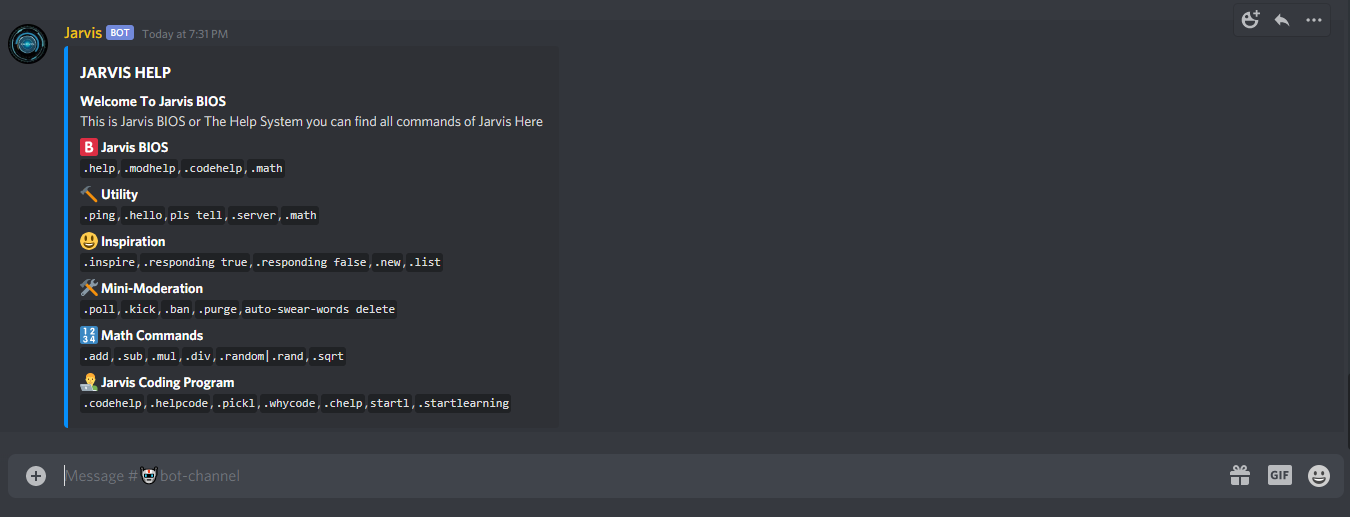 Jarvis BOT Today at 7:31 PM
JARVIS HELP
Welcome To Jarvis BIOS
This is Jarvis BIOS or The Help System you can find all commands of Jarvis Here
B Jarvis BIOS
.help,.modhelp,.codehelp,.math
Utility
.ping,.hello,pls tell,.server,.math
Inspiration
.inspire,.responding true,.responding false,.new,.list
Mini-Moderation
.poll,.kick,.ban,.purge,auto-swear-words delete
1234 Math Commands
.add,.sub,.mul,.div,.random|.rand,.sqrt
Jarvis Coding Program
.codehelp,.helpcode,.pickl,.whycode,.chelp,startl,.startlearning
Message #bot-channel
GIF